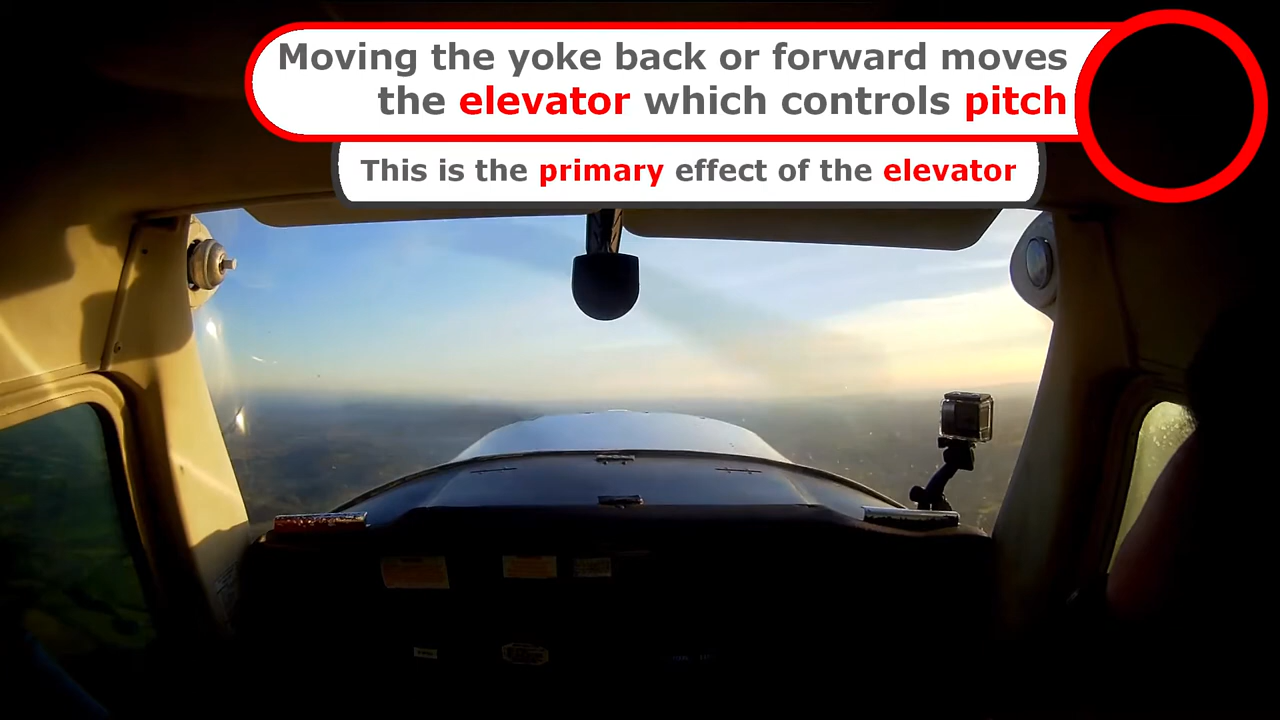 Moving the yoke back or forward moves
the elevator which controls pitch
This is the primary effect of the elevator